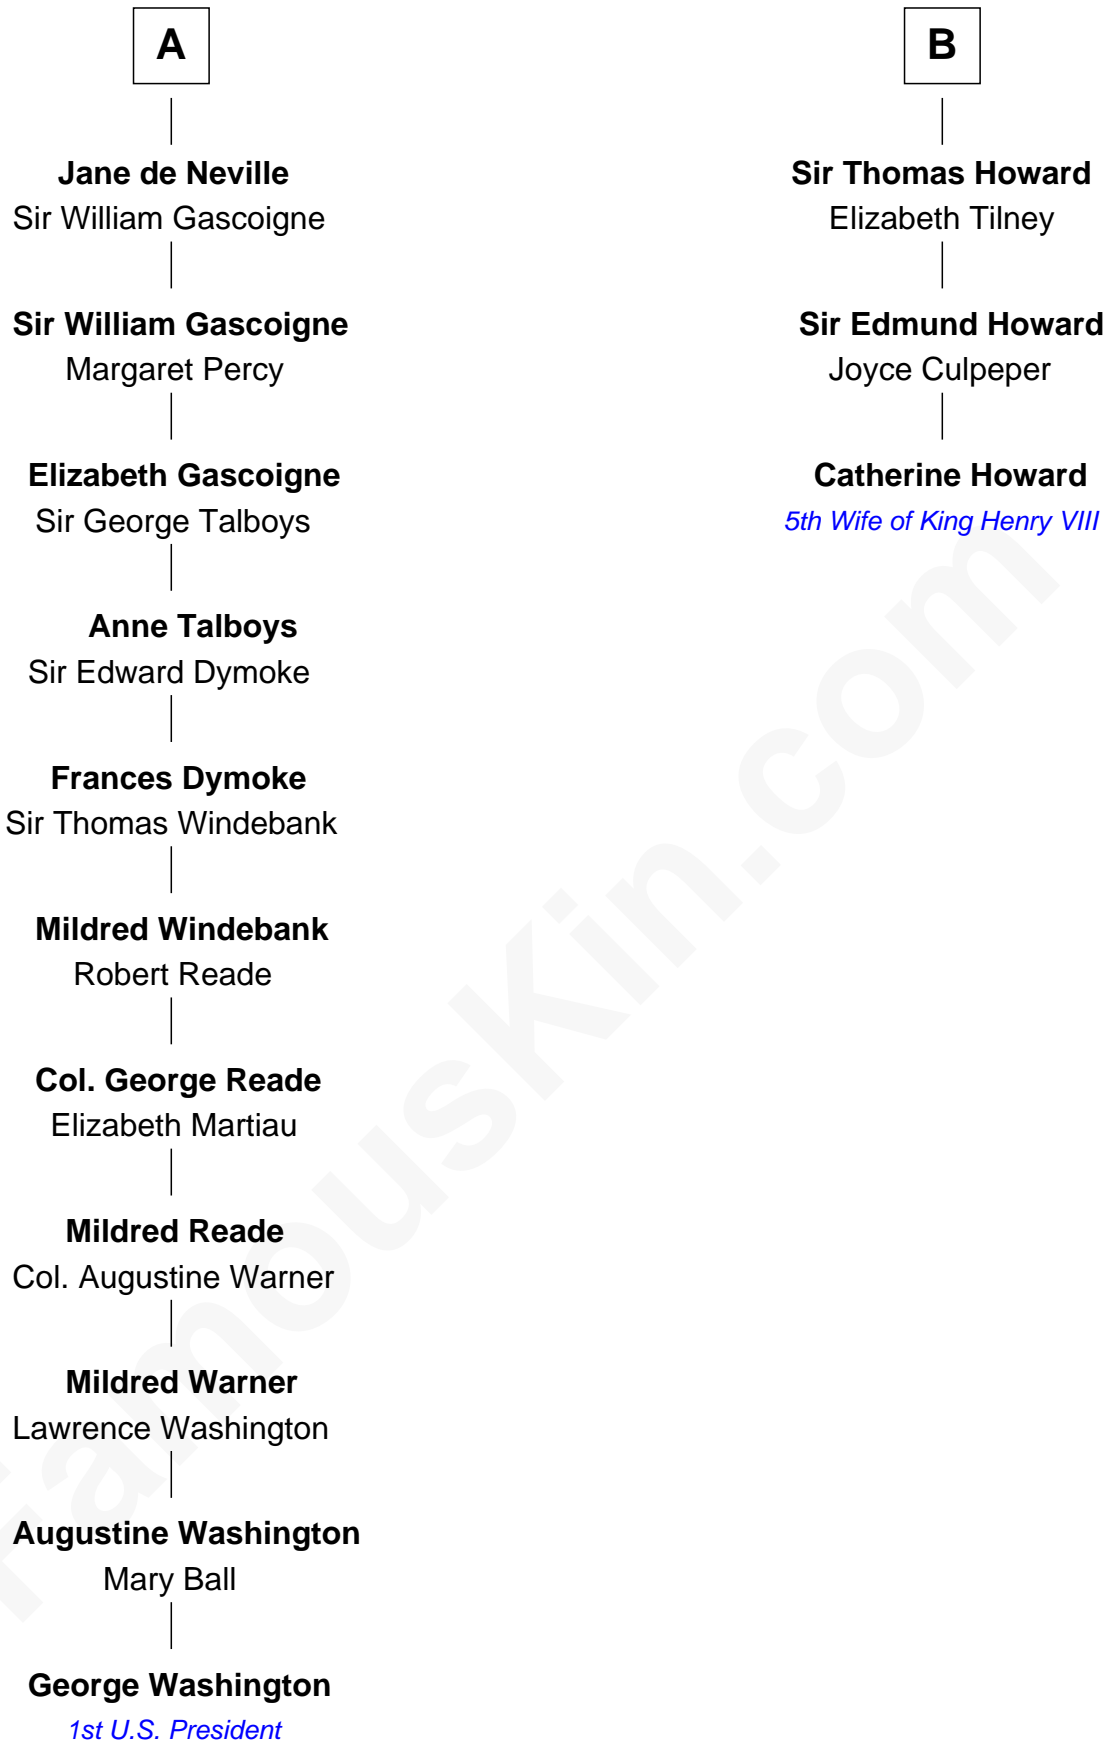 A
Jane de Neville
Sir William Gascoigne
Sir William Gascoigne
Margaret Percy
Elizabeth Gascoigne
Sir George Talboys
Anne Talboys
Sir Edward Dymoke
Frances Dymoke
Sir Thomas Windebank
Mildred Windebank
Robert Reade
Col. George Reade
Elizabeth Martiau
Mildred Reade
Col. Augustine Warner
Mildred Warner
Lawrence Washington
Augustine Washington
Mary Ball
George Washington
1st U.S. President
B
Sir Thomas Howard
Elizabeth Tilney
Sir Edmund Howard
Joyce Culpeper
Catherine Howard
5th Wife of King Henry VIII
FamousKin.com